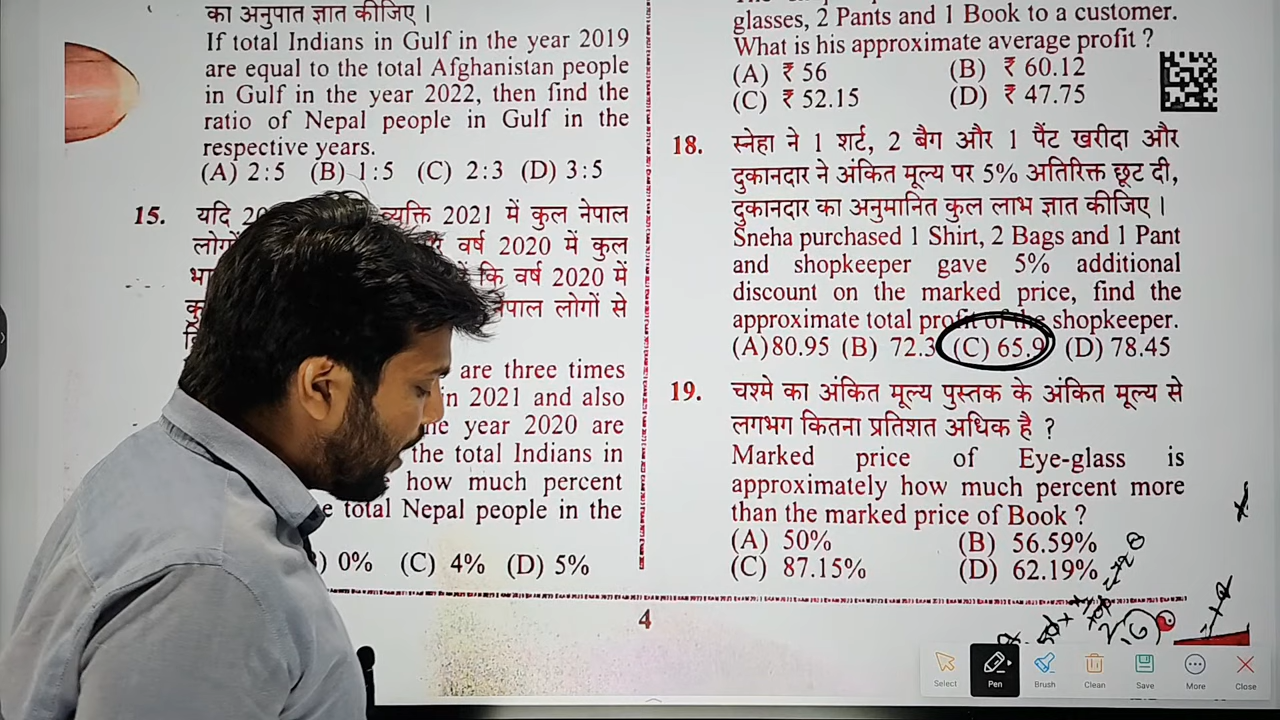 का अनुपात ज्ञात कीजिए ।
If total Indians in Gulf in the year 2019
are equal to the total Afghanistan people
in Gulf in the year 2022, then find the
ratio of Nepal people in Gulf in the
respective years.
(A) 2:5 (B) 1:5 (C) 2:3 (D) 3:5
15. यदि व्यक्ति 2021 में कुल नेपाल
वर्ष 2020 में कुल
कि वर्ष 2020 में
लोगों से
are three times
in 2021 and also
year 2020 are
the total Indians in
how much percent
total Nepal people in the
0% (C) 4% (D) 5%
glasses, 2 Pants and 1 Book to a customer.
What is his approximate average profit ?
(A) ₹ 56 (B) ₹ 60.12
(C) ₹ 52.15 (D) ₹ 47.75
18. स्नेहा ने 1 शर्ट, 2 बैग और 1 पैंट खरीदा और
दुकानदार ने अंकित मूल्य पर 5% अतिरिक्त छूट दी,
दुकानदार का अनुमानित कुल लाभ ज्ञात कीजिए ।
Sneha purchased 1 Shirt, 2 Bags and 1 Pant
and shopkeeper gave 5% additional
discount on the marked price, find the
approximate total profit of the shopkeeper.
(A) 80.95 (B) 72.3 (C) 65.9 (D) 78.45
19. चश्मे का अंकित मूल्य पुस्तक के अंकित मूल्य से
लगभग कितना प्रतिशत अधिक है ?
Marked price of Eye-glass is
approximately how much percent more
than the marked price of Book ?
(A) 50% (B) 56.59%
(C) 87.15% (D) 62.19%
4
Select Pen Brush Clean Save More Close